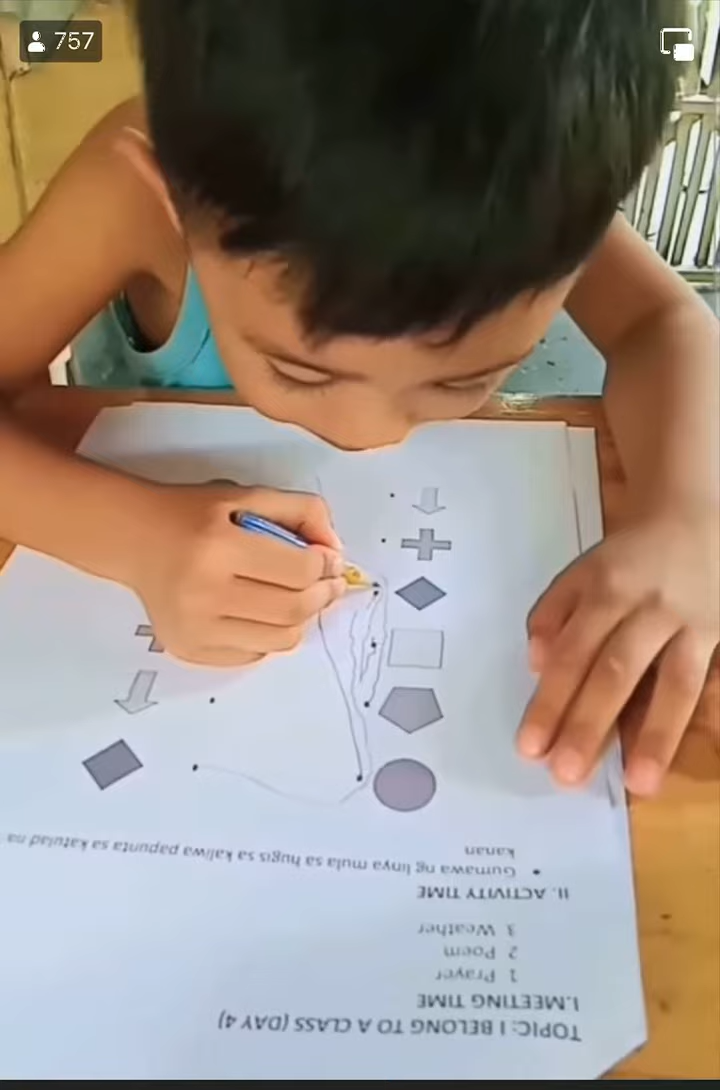 757
TOPIC: I BELONG TO A CLASS (DAY 4)
I. MEETING TIME
1 Prayer
2 Poem
3 Weather
II. ACTIVITY TIME
• Gumawa ng linya mula sa hugis sa kaliwa papunta sa katulad na
kanan